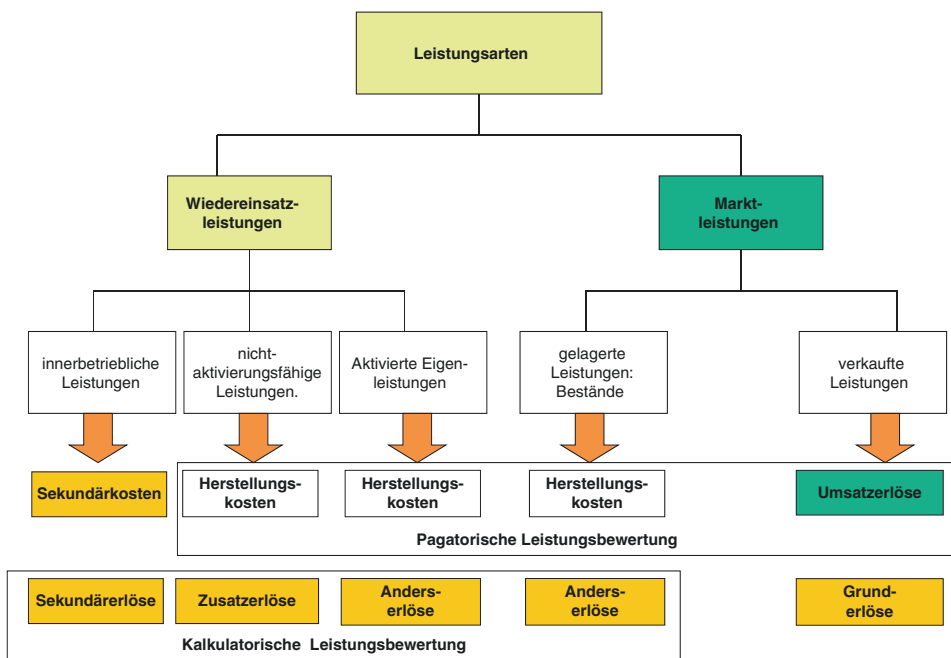 Leistungsarten
Wiedereinsatz-
leistungen
Markt-
leistungen
innerbetriebliche
Leistungen
nicht-
aktivierungsfähige
Leistungen.
Aktivierte Eigen-
leistungen
gelagerte
Leistungen:
Bestände
verkaufte
Leistungen
Sekundärkosten
Herstellungs-
kosten
Herstellungs-
kosten
Herstellungs-
kosten
Umsatzerlöse
Pagatorische Leistungsbewertung
Sekundärerlöse
Zusatzerlöse
Anders-
erlöse
Anders-
erlöse
Grund-
erlöse
Kalkulatorische Leistungsbewertung